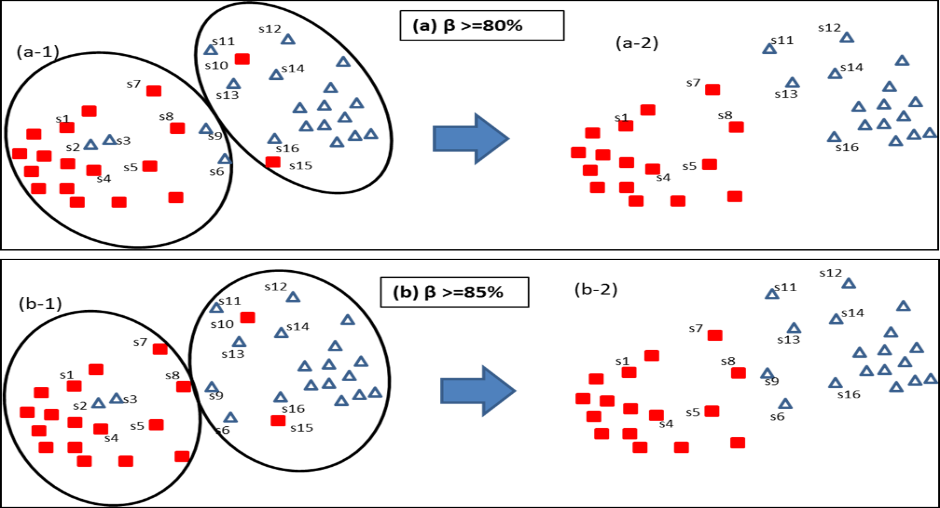 (a) β >=80%
(a-1)
s11
s12
s10
s14
s7
s13
s1
s8
s2
s3
s9
s16
s4
s5
s6
s15
(a-2)
s11
s12
s14
s7
s13
s1
s8
s16
s4
s5
(b) β >=85%
(b-1)
s12
s11
s10
s14
s7
s13
s1
s8
s2
s3
s9
s16
s4
s5
s6
s15
(b-2)
s12
s11
s14
s7
s13
s1
s8
s9
s16
s5
s6
s4